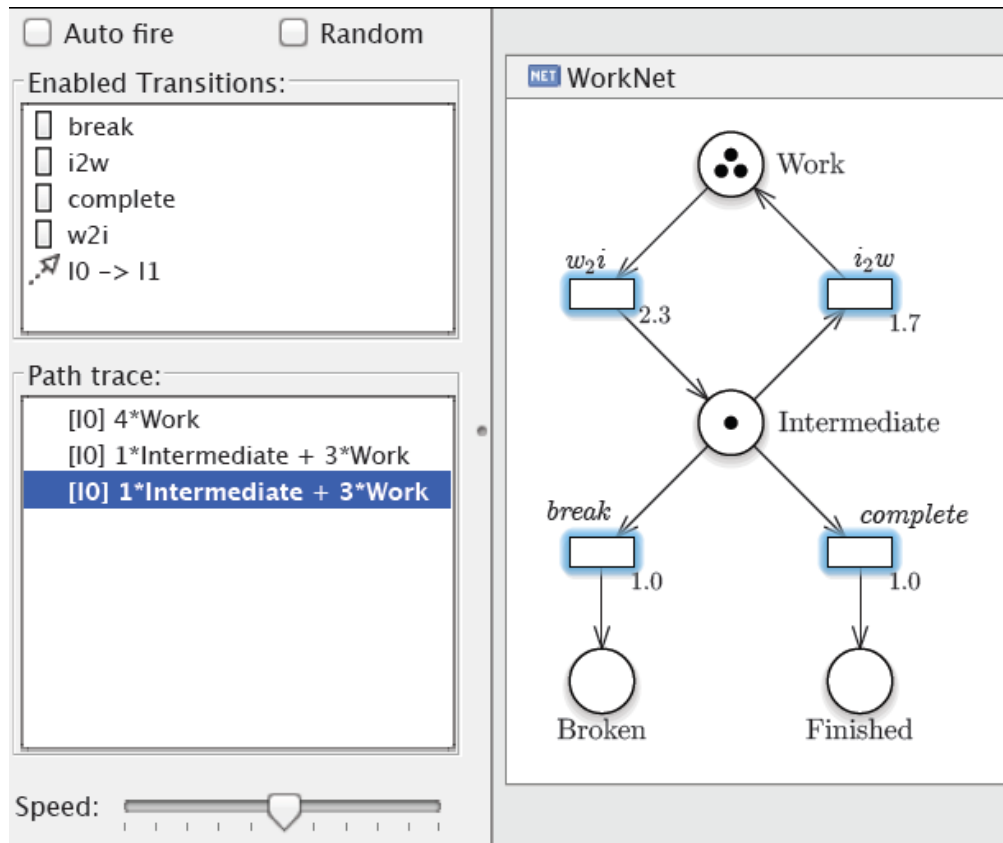 Auto fire
Random
Enabled Transitions:
break
i2w
complete
w2i
I0 -> I1
Path trace:
[I0] 4*Work
[I0] 1*Intermediate + 3*Work
[I0] 1*Intermediate + 3*Work
Speed:
NET WorkNet
Work
w₂i
i₂w
2.3
1.7
Intermediate
break
complete
1.0
1.0
Broken
Finished